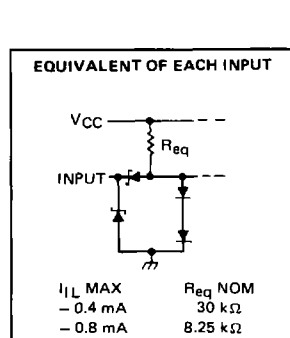 EQUIVALENT OF EACH INPUT
VCC
Req
INPUT
IIL MAX Req NOM
– 0.4 mA 30 kΩ
– 0.8 mA 8.25 kΩ